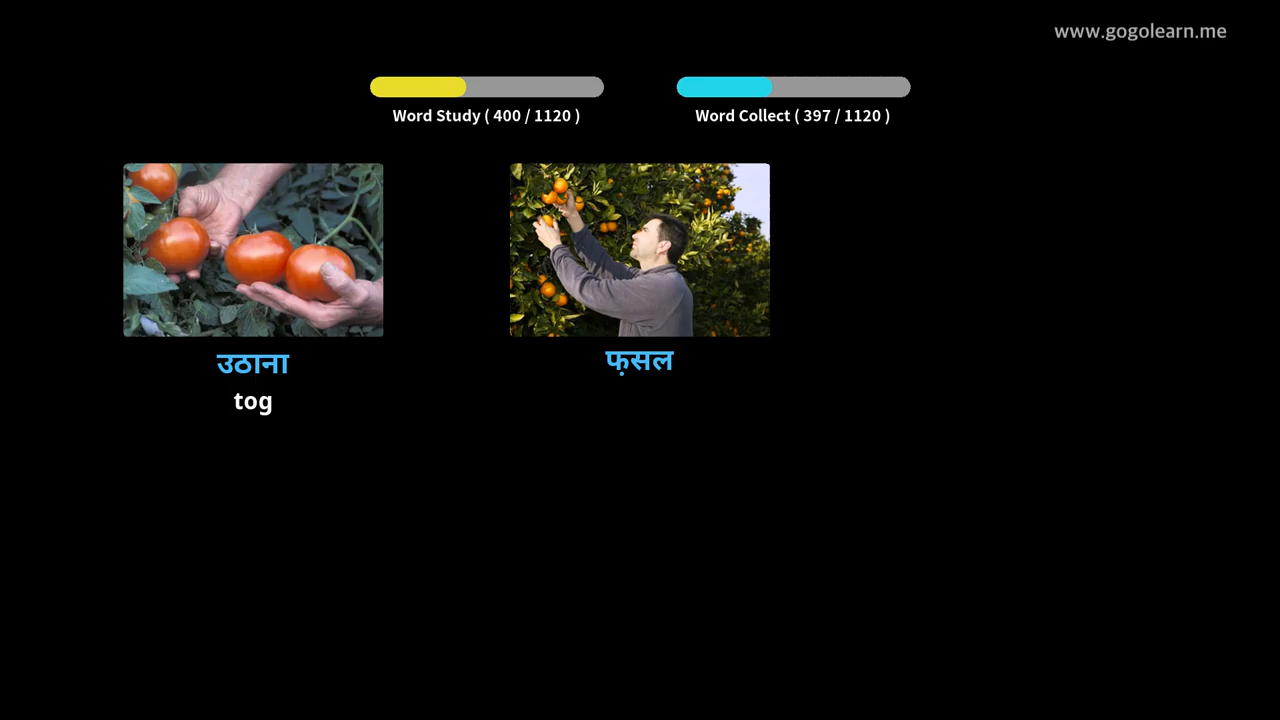 www.gogolearn.me
Word Study ( 400 / 1120 )
Word Collect ( 397 / 1120 )
उठाना
tog
फ़सल